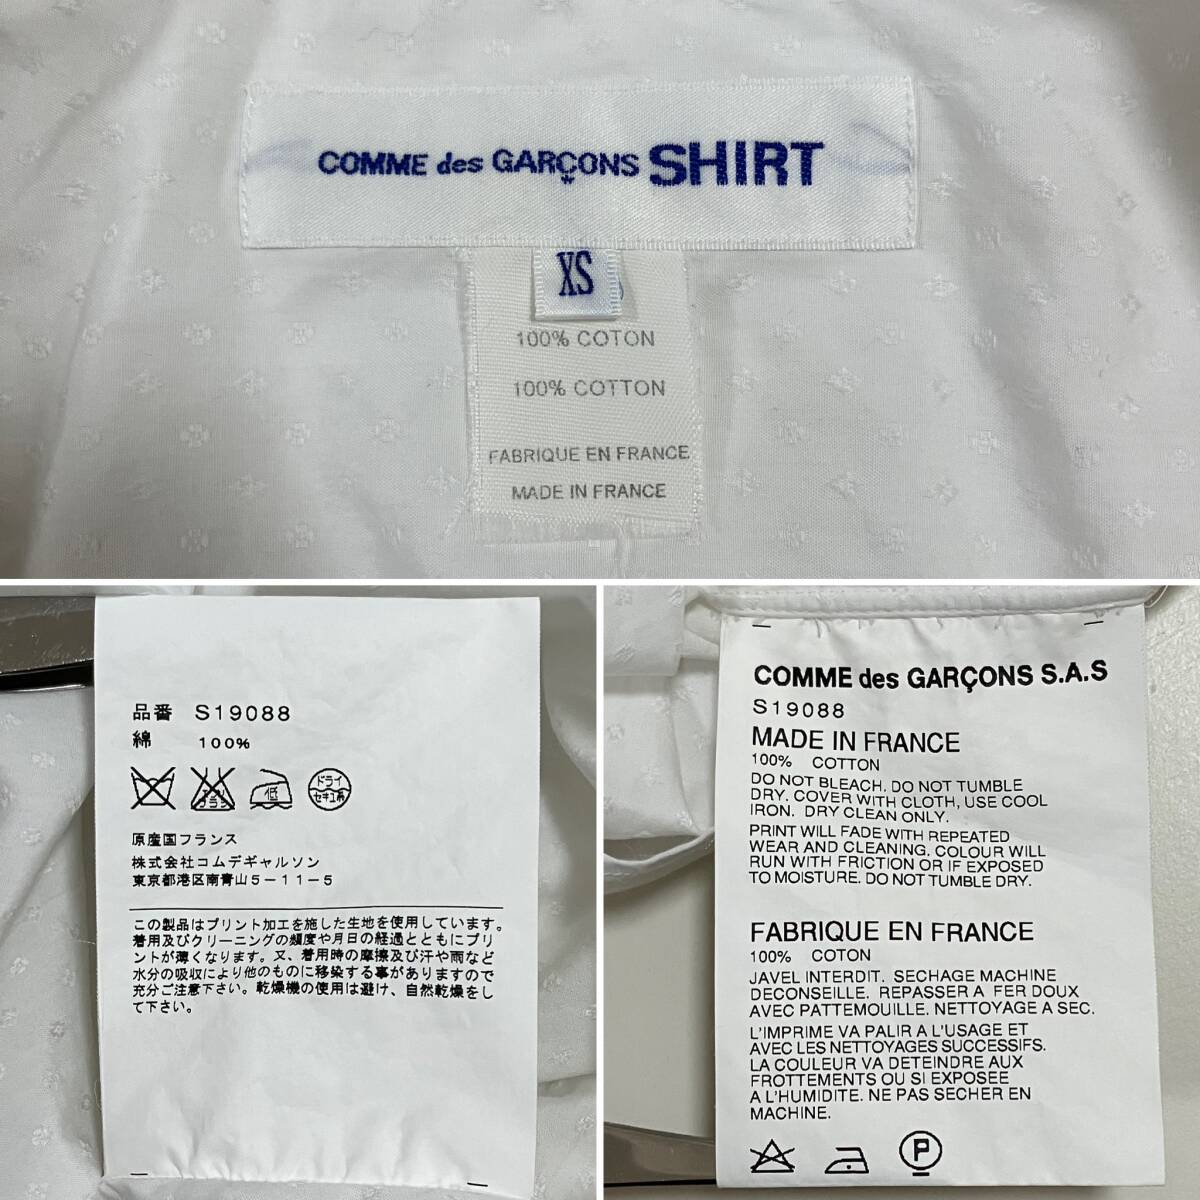 COMME des GARÇONS SHIRT
XS
100% COTON
100% COTTON
FABRIQUE EN FRANCE
MADE IN FRANCE
品番 S19088
綿 100%
低
ドライ
セキユ系
原産国フランス
株式会社コムデギャルソン
東京都港区南青山5-11-5
この製品はプリント加工を施した生地を使用しています。
着用及びクリーニングの頻度や月日の経過とともにプリ
ントが薄くなります。又、着用時の摩擦及び汗や雨など
水分の吸収により他のものに移染する事がありますので
充分ご注意下さい。乾燥機の使用は避け、自然乾燥をし
て下さい。
COMME des GARÇONS S.A.S
S19088
MADE IN FRANCE
100% COTTON
DO NOT BLEACH. DO NOT TUMBLE
DRY. COVER WITH CLOTH, USE COOL
IRON. DRY CLEAN ONLY.
PRINT WILL FADE WITH REPEATED
WEAR AND CLEANING. COLOUR WILL
RUN WITH FRICTION OR IF EXPOSED
TO MOISTURE. DO NOT TUMBLE DRY.
FABRIQUE EN FRANCE
100% COTTON
JAVEL INTERDIT. SECHAGE MACHINE
DECONSEILLE. REPASSER A FER DOUX
AVEC PATTEMOUILLE. NETTOYAGE A SEC.
L'IMPRIME VA PALIR A L'USAGE ET
AVEC LES NETTOYAGES SUCCESSIFS.
LA COULEUR VA DETEINDRE AUX
FROTTEMENTS OU SI EXPOSEE
A L'HUMIDITE. NE PAS SECHER EN
MACHINE.
P